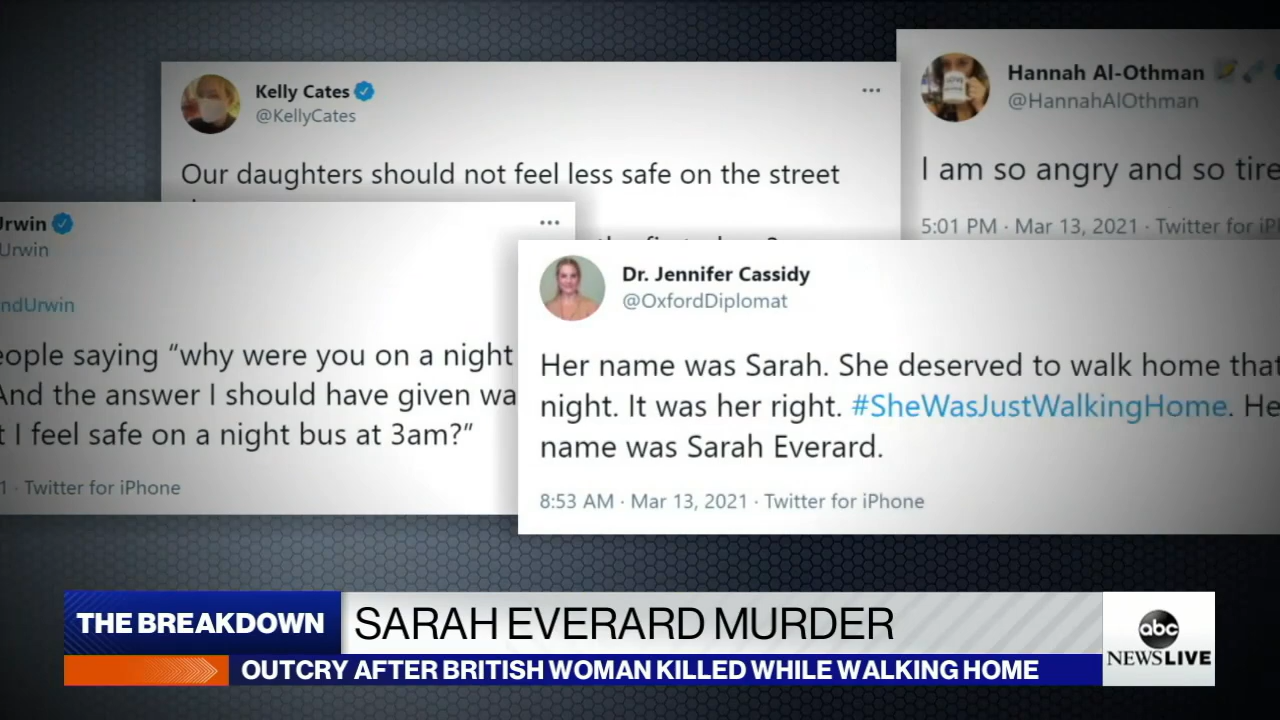 Kelly Cates
@KellyCates
Our daughters should not feel less safe on the street
Hannah Al-Othman
@HannahAlOthman
I am so angry and so tire
5:01 PM · Mar 13, 2021 · Twitter for iP
Urwin
Urwin
ndUrwin
eople saying “why were you on a night
And the answer I should have given wa
t I feel safe on a night bus at 3am?”
1 · Twitter for iPhone
Dr. Jennifer Cassidy
@OxfordDiplomat
Her name was Sarah. She deserved to walk home that
night. It was her right. #SheWasJustWalkingHome. He
name was Sarah Everard.
8:53 AM · Mar 13, 2021 · Twitter for iPhone
THE BREAKDOWN
SARAH EVERARD MURDER
OUTCRY AFTER BRITISH WOMAN KILLED WHILE WALKING HOME
abc
NEWSLIVE